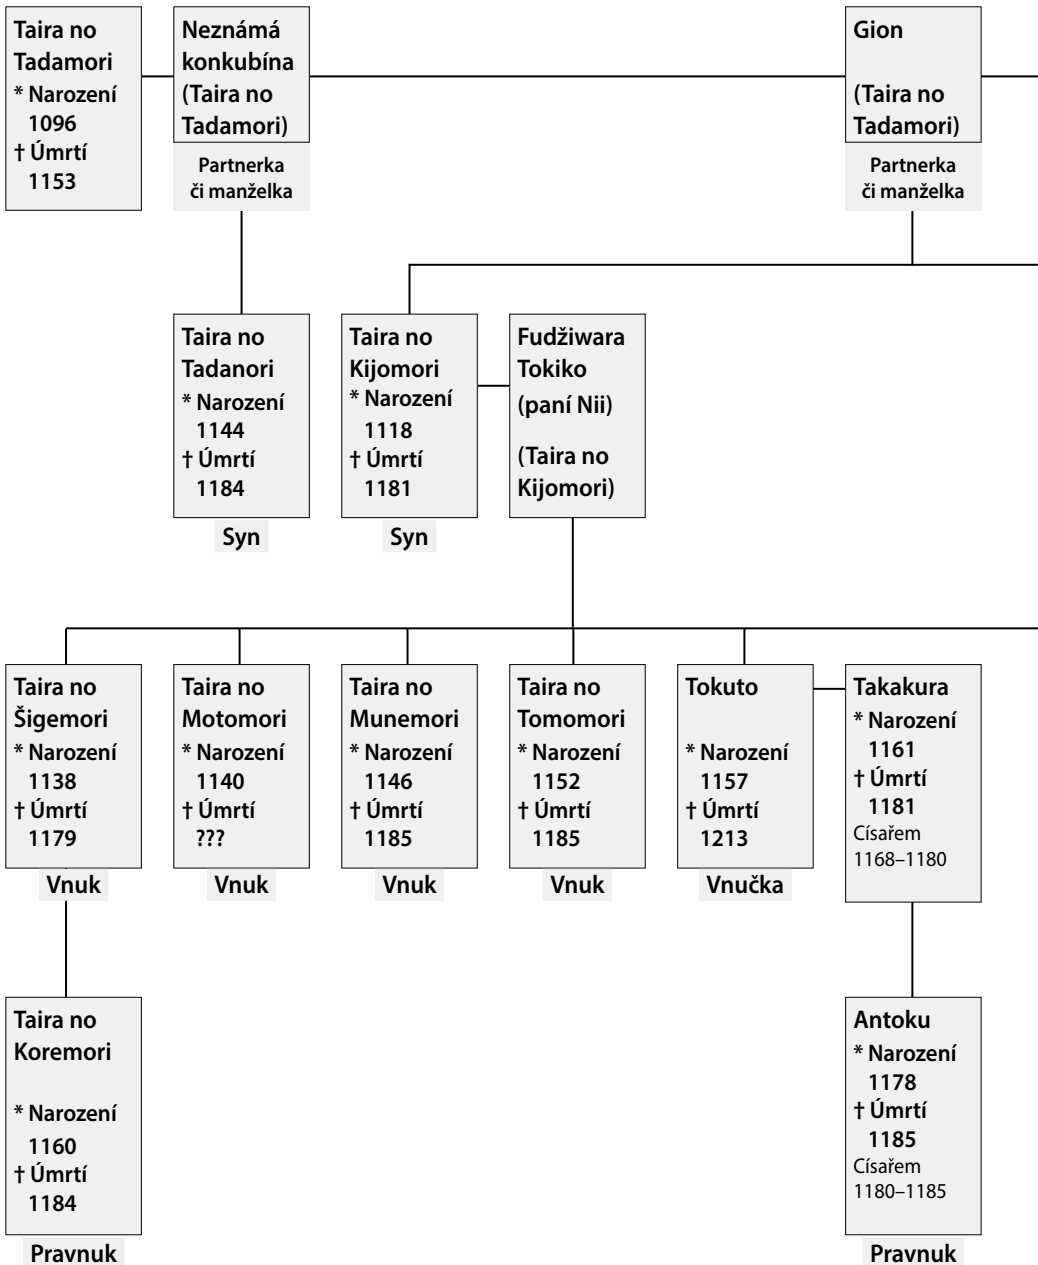 Taira no
Tadamori
* Narození
1096
† Úmrtí
1153
Neznámá
konkubína
(Taira no
Tadamori)
Partnerka
či manželka
Gion
(Taira no
Tadamori)
Partnerka
či manželka
Taira no
Tadanori
* Narození
1144
† Úmrtí
1184
Syn
Taira no
Kijomori
* Narození
1118
† Úmrtí
1181
Syn
Fudžiwara
Tokiko
(paní Nii)
(Taira no
Kijomori)
Taira no
Šigemori
* Narození
1138
† Úmrtí
1179
Vnuk
Taira no
Motomori
* Narození
1140
† Úmrtí
???
Vnuk
Taira no
Munemori
* Narození
1146
† Úmrtí
1185
Vnuk
Taira no
Tomomori
* Narození
1152
† Úmrtí
1185
Vnuk
Tokuto
* Narození
1157
† Úmrtí
1213
Vnučka
Takakura
* Narození
1161
† Úmrtí
1181
Císařem
1168–1180
Taira no
Koremori
* Narození
1160
† Úmrtí
1184
Pravnuk
Antoku
* Narození
1178
† Úmrtí
1185
Císařem
1180–1185
Pravnuk